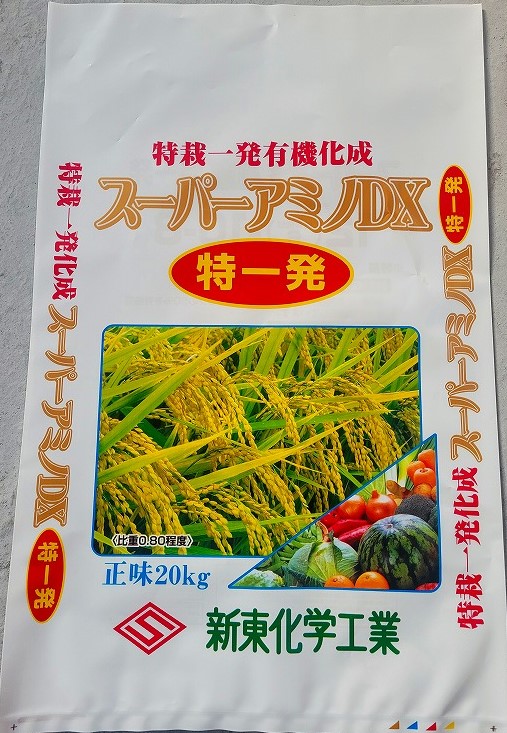 特栽一発有機化成
スーパーアミノDX
特一発
〈比重0.80程度〉
正味20kg
新東化学工業
特栽一発化成 スーパーアミノDX 特一発
特栽一発化成 スーパーアミノDX 特一発